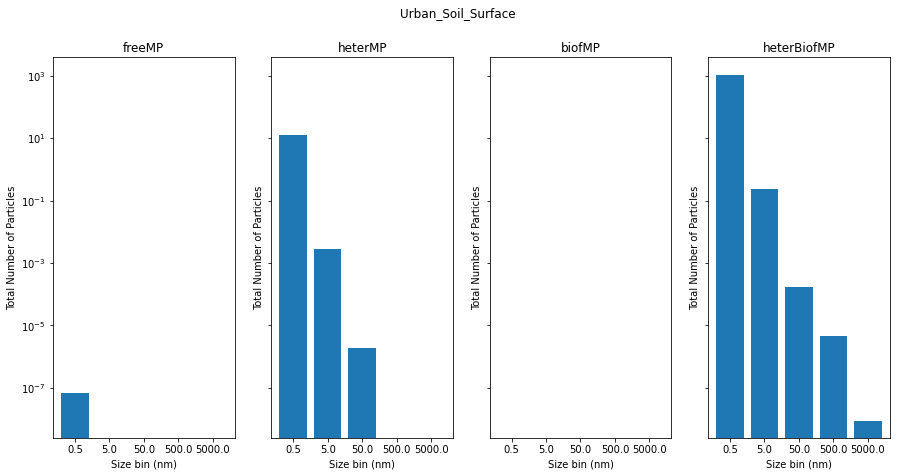 Urban_Soil_Surface
freeMP
heterMP
biofMP
heterBiofMP
Total Number of Particles
Total Number of Particles
Total Number of Particles
Total Number of Particles
10³
10¹
10⁻¹
10⁻³
10⁻⁵
10⁻⁷
0.5 5.0 50.0 500.0 5000.0
0.5 5.0 50.0 500.0 5000.0
0.5 5.0 50.0 500.0 5000.0
0.5 5.0 50.0 500.0 5000.0
Size bin (nm)
Size bin (nm)
Size bin (nm)
Size bin (nm)